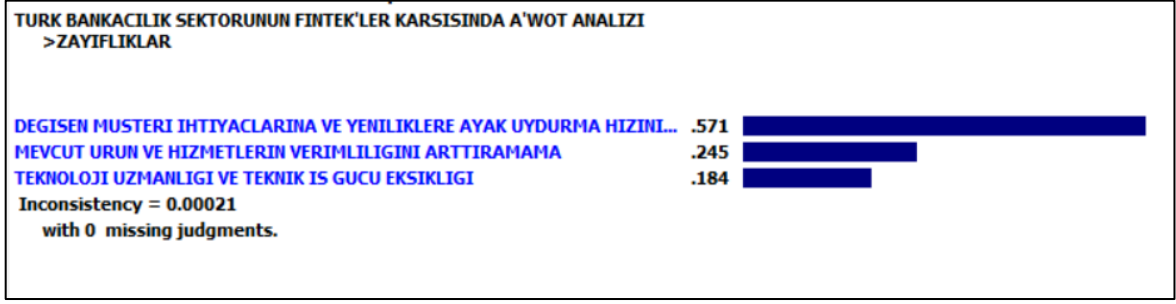 TURK BANKACILIK SEKTORUNUN FINTEK'LER KARSISINDA A'WOT ANALIZI
>ZAYIFLIKLAR
DEGISEN MUSTERI IHTIYACLARINA VE YENILIKLERE AYAK UYDURMA HIZINI... .571
MEVCUT URUN VE HIZMETLERIN VERIMLILIGINI ARTTIRAMAMA .245
TEKNOLOJI UZMANLIGI VE TEKNIK IS GUCU EKSIKLIGI .184
Inconsistency = 0.00021
with 0 missing judgments.